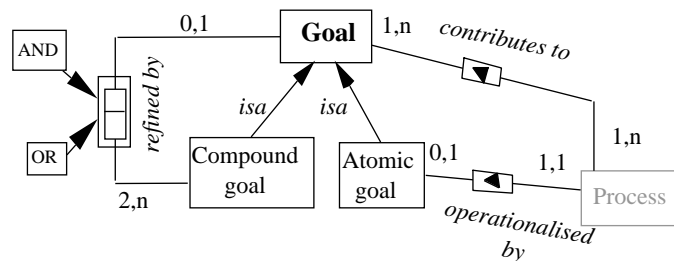 0,1
Goal
1,n
contributes to
AND
refined by
isa
isa
OR
Compound
goal
Atomic
goal
0,1
1,1
1,n
2,n
Process
operationalised
by